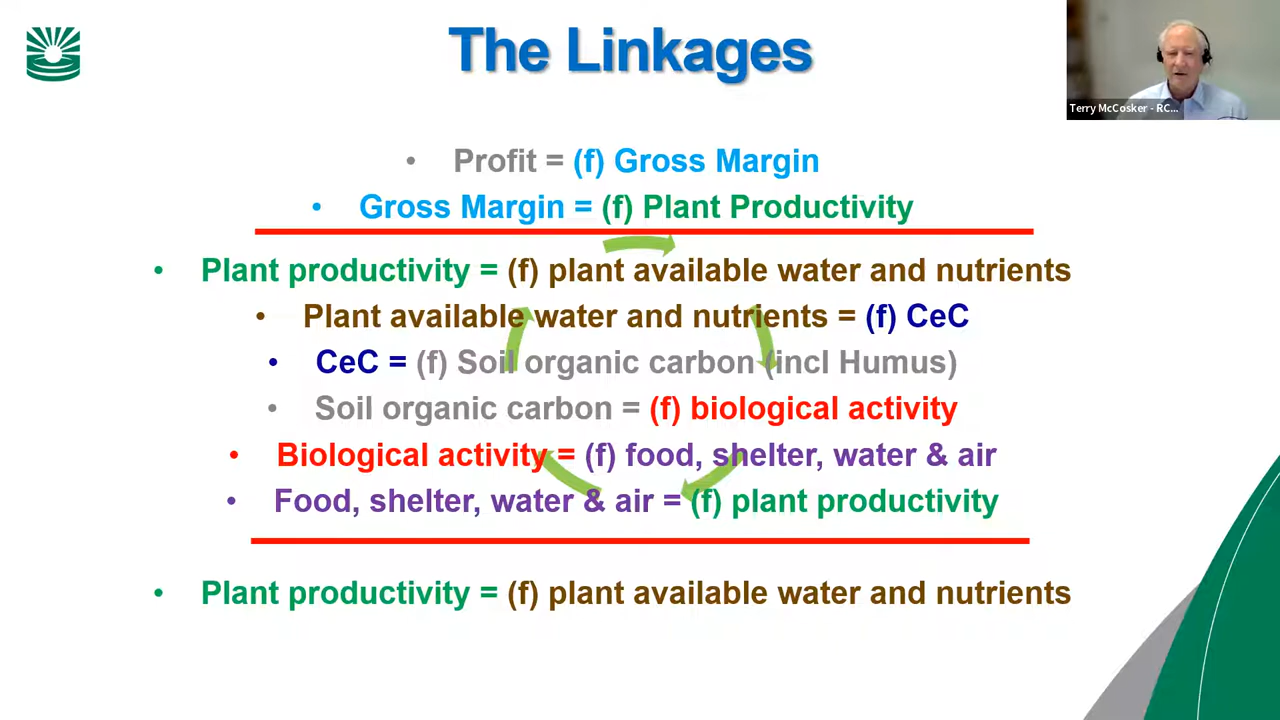 The Linkages
Terry McCosker - RC...
• Profit = (f) Gross Margin
• Gross Margin = (f) Plant Productivity
• Plant productivity = (f) plant available water and nutrients
• Plant available water and nutrients = (f) CeC
• CeC = (f) Soil organic carbon (incl Humus)
• Soil organic carbon = (f) biological activity
• Biological activity = (f) food, shelter, water & air
• Food, shelter, water & air = (f) plant productivity
• Plant productivity = (f) plant available water and nutrients